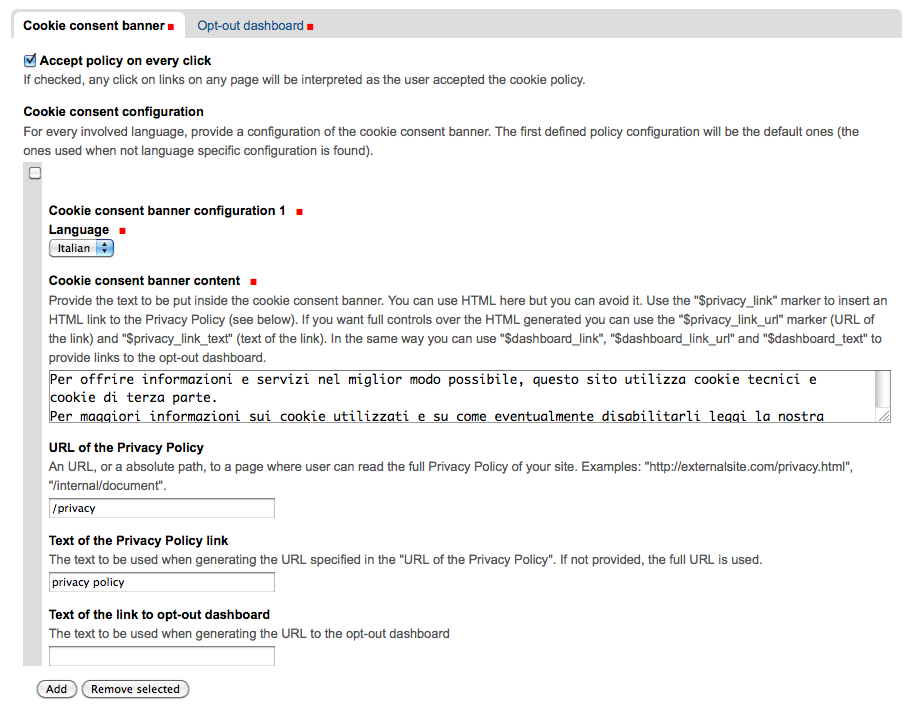 Cookie consent banner
Opt-out dashboard
Accept policy on every click
If checked, any click on links on any page will be interpreted as the user accepted the cookie policy.
Cookie consent configuration
For every involved language, provide a configuration of the cookie consent banner. The first defined policy configuration will be the default ones (the
ones used when not language specific configuration is found).
Cookie consent banner configuration 1
Language
Italian
Cookie consent banner content
Provide the text to be put inside the cookie consent banner. You can use HTML here but you can avoid it. Use the "$privacy_link" marker to insert an
HTML link to the Privacy Policy (see below). If you want full controls over the HTML generated you can use the "$privacy_link_url" marker (URL of
the link) and "$privacy_link_text" (text of the link). In the same way you can use "$dashboard_link", "$dashboard_link_url" and "$dashboard_text" to
provide links to the opt-out dashboard.
Per offrire informazioni e servizi nel miglior modo possibile, questo sito utilizza cookie tecnici e
cookie di terza parte.
Per maggiori informazioni sui cookie utilizzati e su come eventualmente disabilitarli leggi la nostra
URL of the Privacy Policy
An URL, or a absolute path, to a page where user can read the full Privacy Policy of your site. Examples: "http://externalsite.com/privacy.html",
"/internal/document".
/privacy
Text of the Privacy Policy link
The text to be used when generating the URL specified in the "URL of the Privacy Policy". If not provided, the full URL is used.
privacy policy
Text of the link to opt-out dashboard
The text to be used when generating the URL to the opt-out dashboard
Add
Remove selected